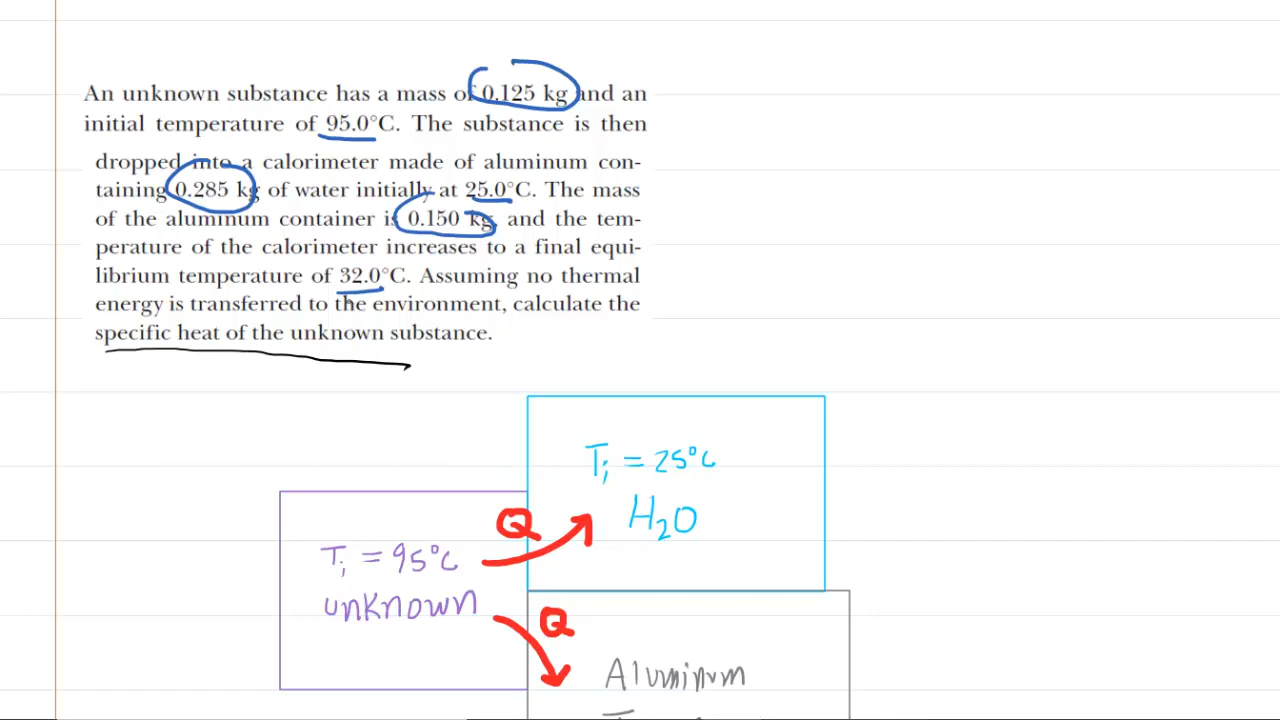 An unknown substance has a mass of 0.125 kg and an
initial temperature of 95.0°C. The substance is then
dropped into a calorimeter made of aluminum con-
taining 0.285 kg of water initially at 25.0°C. The mass
of the aluminum container is 0.150 kg, and the tem-
perature of the calorimeter increases to a final equi-
librium temperature of 32.0°C. Assuming no thermal
energy is transferred to the environment, calculate the
specific heat of the unknown substance.
Ti = 25°C
H2O
Q
Ti = 95°C
unknown
Q
Aluminum